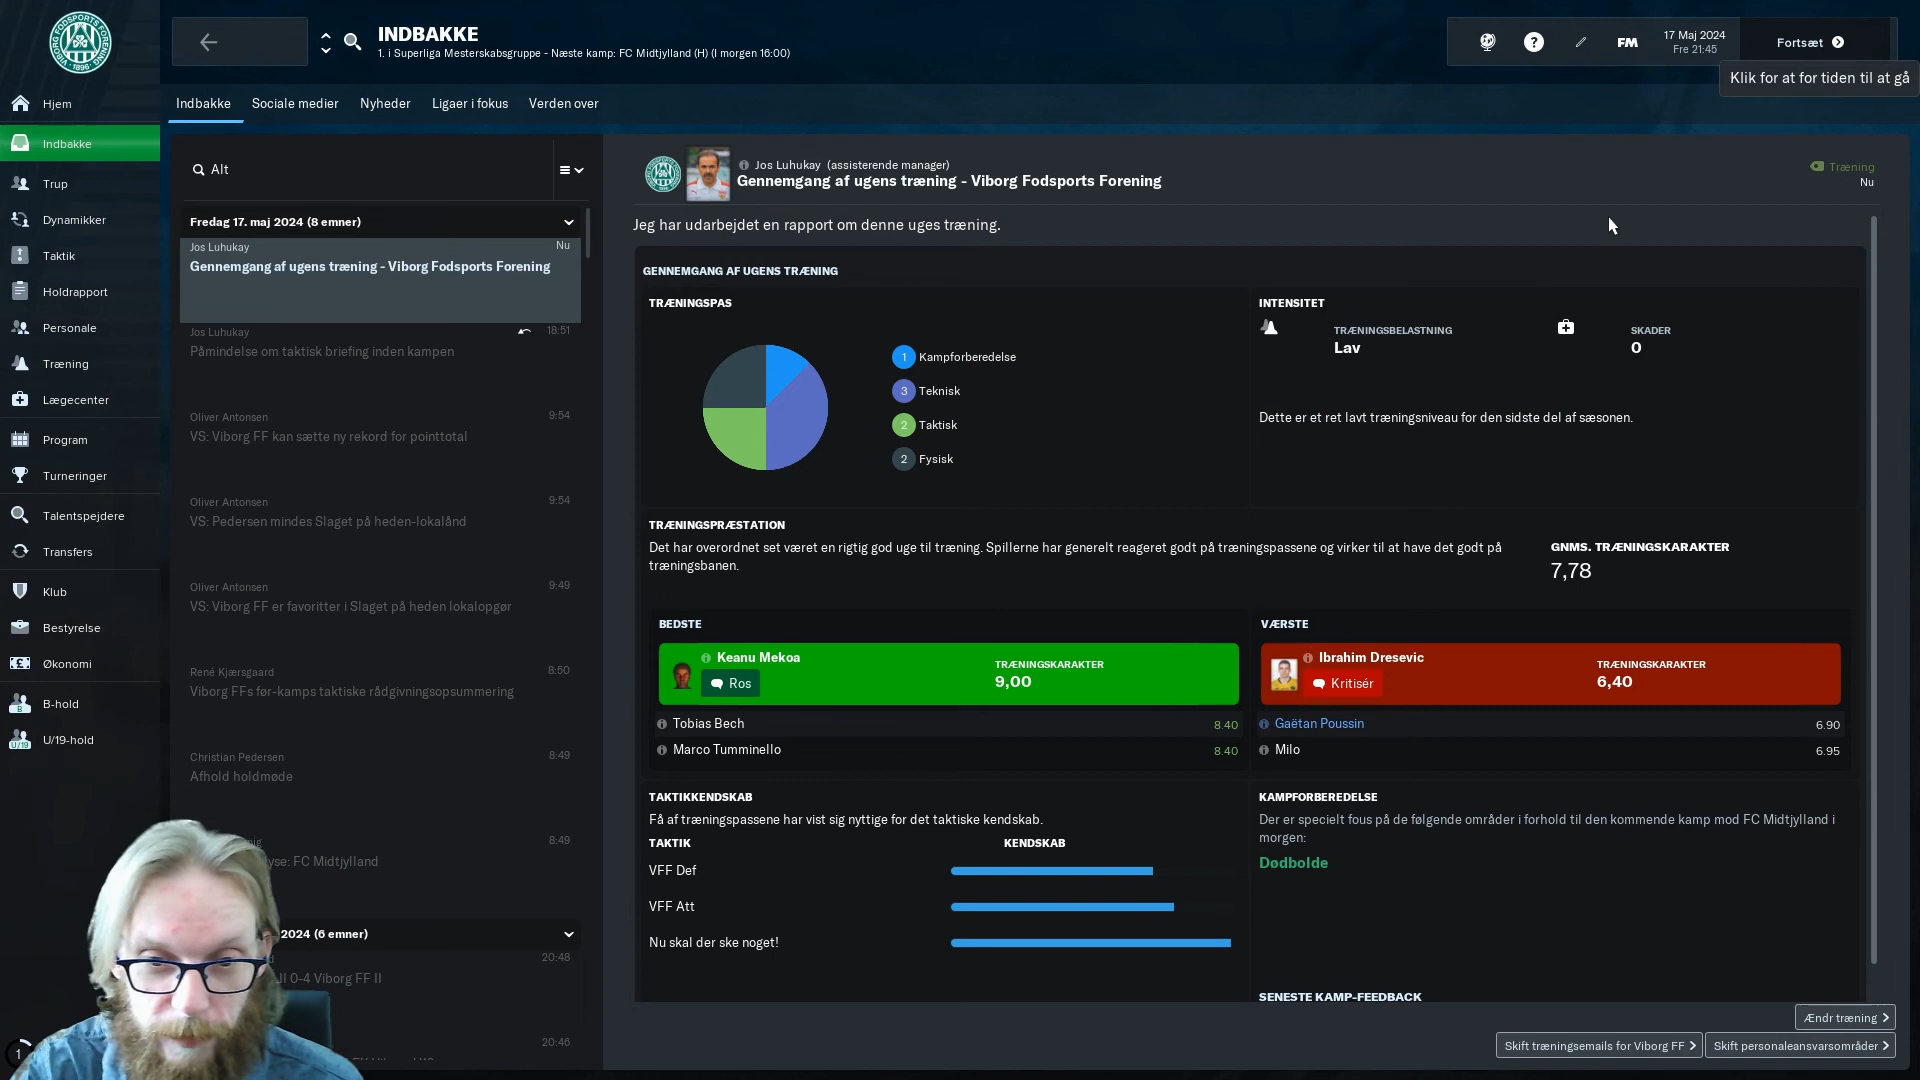 INDBAKKE
1. i Superliga Mesterskabsgruppe - Næste kamp: FC Midtjylland (H) (I morgen 16:00)
FM
17 Maj 2024
Fre 21:45
Fortsæt
Klik for at for tiden til at gå
VIBORG FODSPORTS FORENING
1896
Hjem
Indbakke
Trup
Dynamikker
Taktik
Holdrapport
Personale
Træning
Lægecenter
Program
Turneringer
Talentspejdere
Transfers
Klub
Bestyrelse
Økonomi
B-hold
U/19-hold
Indbakke
Sociale medier
Nyheder
Ligaer i fokus
Verden over
Alt
Fredag 17. maj 2024 (8 emner)
Jos Luhukay
Nu
Gennemgang af ugens træning - Viborg Fodsports Forening
Jos Luhukay
18:51
Påmindelse om taktisk briefing inden kampen
Oliver Antonsen
9:54
VS: Viborg FF kan sætte ny rekord for pointtotal
Oliver Antonsen
9:54
VS: Pedersen mindes Slaget på heden-lokalånd
Oliver Antonsen
9:49
VS: Viborg FF er favoritter i Slaget på heden lokalopgør
René Kjærsgaard
8:50
Viborg FFs før-kamps taktiske rådgivningsopsummering
Christian Pedersen
8:49
Afhold holdmøde
8:49
lyse: FC Midtjylland
2024 (6 emner)
20:48
II 0-4 Viborg FF II
20:46
1
Jos Luhukay (assisterende manager)
Gennemgang af ugens træning - Viborg Fodsports Forening
Træning
Nu
Jeg har udarbejdet en rapport om denne uges træning.
GENNEMGANG AF UGENS TRÆNING
TRÆNINGSPAS
1 Kampforberedelse
3 Teknisk
2 Taktisk
2 Fysisk
INTENSITET
TRÆNINGSBELASTNING
Lav
SKADER
0
Dette er et ret lavt træningsniveau for den sidste del af sæsonen.
TRÆNINGSPRÆSTATION
Det har overordnet set været en rigtig god uge til træning. Spillerne har generelt reageret godt på træningspassene og virker til at have det godt på
træningsbanen.
GNMS. TRÆNINGSKARAKTER
7,78
BEDSTE
Keanu Mekoa
Ros
TRÆNINGSKARAKTER
9,00
Tobias Bech
8.40
Marco Tumminello
8.40
VÆRSTE
Ibrahim Dresevic
Kritisér
TRÆNINGSKARAKTER
6,40
Gaëtan Poussin
6.90
Milo
6.95
TAKTIKKENDSKAB
Få af træningspassene har vist sig nyttige for det taktiske kendskab.
TAKTIK
KENDSKAB
VFF Def
VFF Att
Nu skal der ske noget!
KAMPFORBEREDELSE
Der er specielt fous på de følgende områder i forhold til den kommende kamp mod FC Midtjylland i
morgen:
Dødbolde
SENESTE KAMP-FEEDBACK
Ændr træning
Skift træningsemails for Viborg FF
Skift personaleansvarsområder